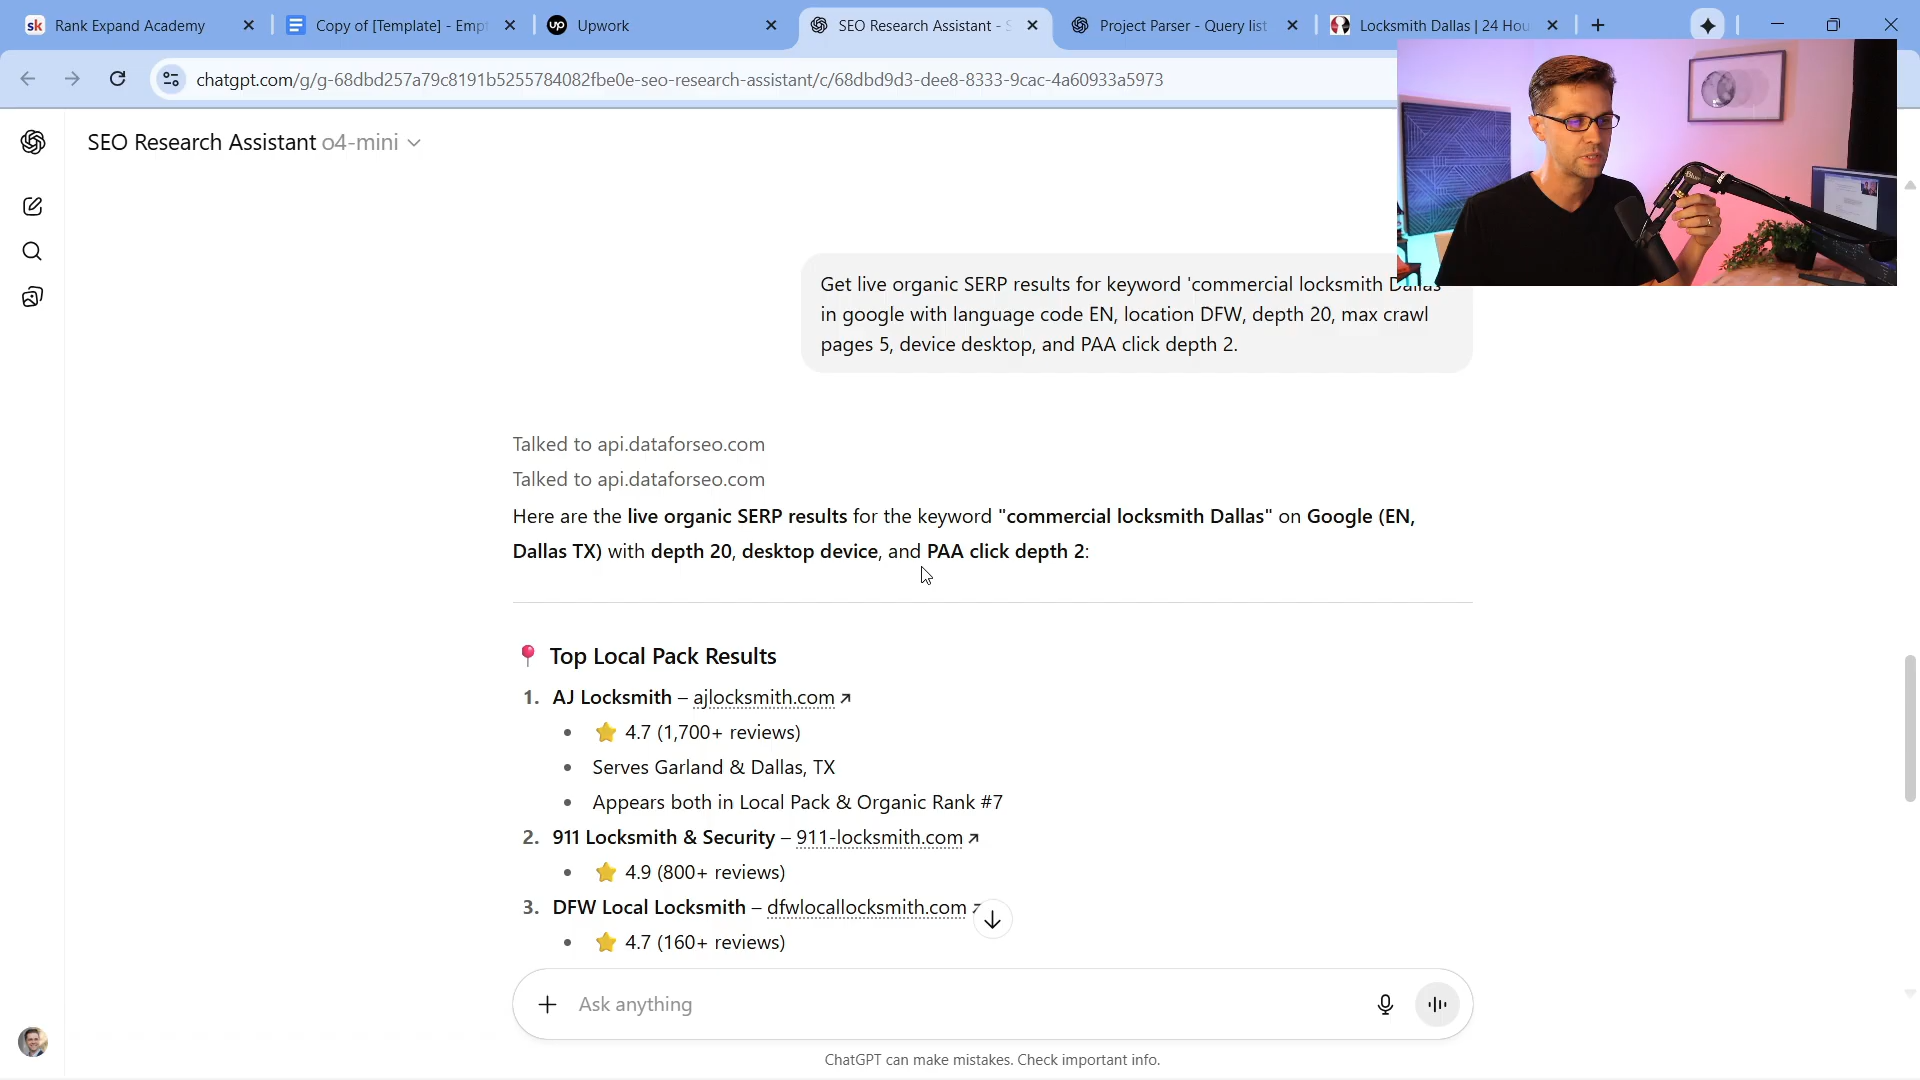 Rank Expand Academy
Copy of [Template] - Emp
Upwork
SEO Research Assistant - S
Project Parser - Query list
Locksmith Dallas | 24 Hou
chatgpt.com/g/g-68dbd257a79c8191b5255784082fbe0e-seo-research-assistant/c/68dbd9d3-dee8-8333-9cac-4a60933a5973
SEO Research Assistant o4-mini
Get live organic SERP results for keyword 'commercial locksmith Dallas
in google with language code EN, location DFW, depth 20, max crawl
pages 5, device desktop, and PAA click depth 2.
Talked to api.dataforseo.com
Talked to api.dataforseo.com
Here are the live organic SERP results for the keyword "commercial locksmith Dallas" on Google (EN,
Dallas TX) with depth 20, desktop device, and PAA click depth 2:
Top Local Pack Results
1. AJ Locksmith – ajlocksmith.com
4.7 (1,700+ reviews)
Serves Garland & Dallas, TX
Appears both in Local Pack & Organic Rank #7
2. 911 Locksmith & Security – 911-locksmith.com
4.9 (800+ reviews)
3. DFW Local Locksmith – dfwlocallocksmith.com
4.7 (160+ reviews)
Ask anything
ChatGPT can make mistakes. Check important info.